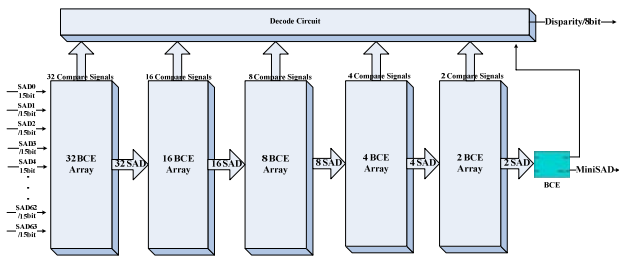 Decode Circuit
Disparity/8bit
32 Compare Signals
16 Compare Signals
8 Compare Signals
4 Compare Signals
2 Compare Signals
SAD0
15bit
SAD1
/15bit
SAD2
/15bit
SAD3
/15bit
SAD4
15bit
.
.
.
SAD62
/15bit
SAD63
/15bit
32 BCE
Array
32 SAD
16 BCE
Array
16 SAD
8 BCE
Array
8 SAD
4 BCE
Array
4 SAD
2 BCE
Array
2 SAD
BCE
MiniSAD